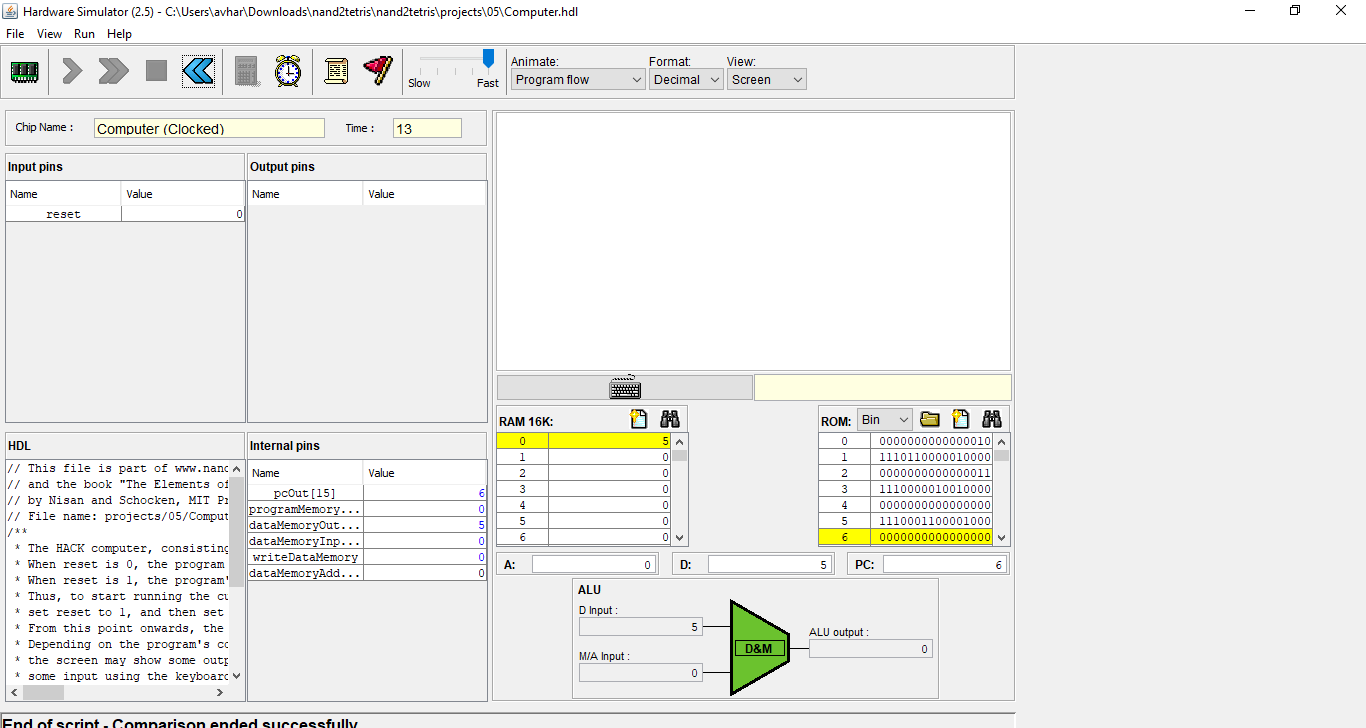 Hardware Simulator (2.5) - C:\Users\avhar\Downloads\nand2tetris\nand2tetris\projects\05\Computer.hdl
File View Run Help
Slow Fast
Animate: Format: View:
Program flow Decimal Screen
Chip Name : Computer (Clocked) Time : 13
Input pins Output pins
Name Value Name Value
reset 0
RAM 16K: ROM: Bin
0 5 0 0000000000000010
1 0 1 1110110000010000
2 0 2 0000000000000011
3 0 3 1110000010010000
4 0 4 0000000000000000
5 0 5 1110001100001000
6 0 6 0000000000000000
HDL Internal pins
// This file is part of www.nand
// and the book "The Elements of
// by Nisan and Schocken, MIT Pr
// File name: projects/05/Comput
/**
* The HACK computer, consisting
* When reset is 0, the program
* When reset is 1, the program'
* Thus, to start running the cu
* set reset to 1, and then set
* From this point onwards, the
* Depending on the program's co
* the screen may show some outp
* some input using the keyboard
Name Value
pcOut[15] 6
programMemory... 0
dataMemoryOut... 5
dataMemoryInp... 0
writeDataMemory 0
dataMemoryAdd... 0
A: 0 D: 5 PC: 6
ALU
D Input :
5
M/A Input :
0
D&M
ALU output :
0
End of script - Comparison ended successfully